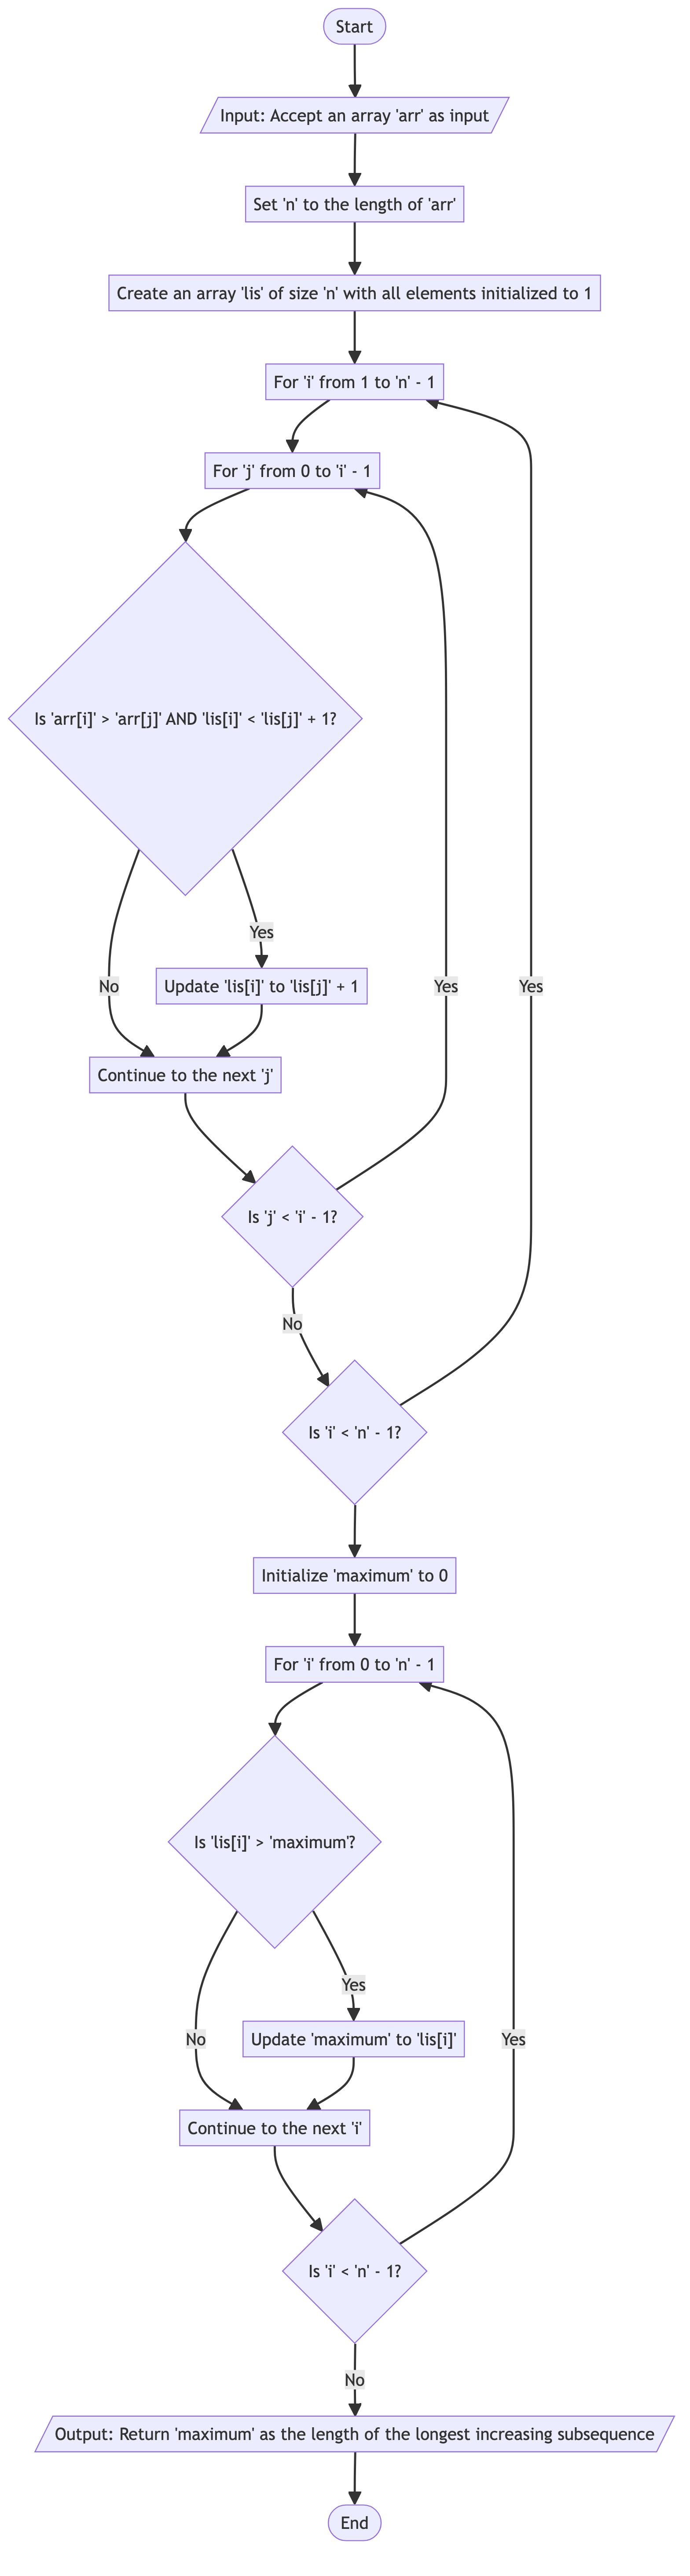 Start
Input: Accept an array 'arr' as input
Set 'n' to the length of 'arr'
Create an array 'lis' of size 'n' with all elements initialized to 1
For 'i' from 1 to 'n' - 1
For 'j' from 0 to 'i' - 1
Is 'arr[i]' > 'arr[j]' AND 'lis[i]' < 'lis[j]' + 1?
Yes
No
Update 'lis[i]' to 'lis[j]' + 1
Yes
Yes
Continue to the next 'j'
Is 'j' < 'i' - 1?
No
Is 'i' < 'n' - 1?
Initialize 'maximum' to 0
For 'i' from 0 to 'n' - 1
Is 'lis[i]' > 'maximum'?
Yes
No
Update 'maximum' to 'lis[i]'
Yes
Continue to the next 'i'
Is 'i' < 'n' - 1?
No
Output: Return 'maximum' as the length of the longest increasing subsequence
End